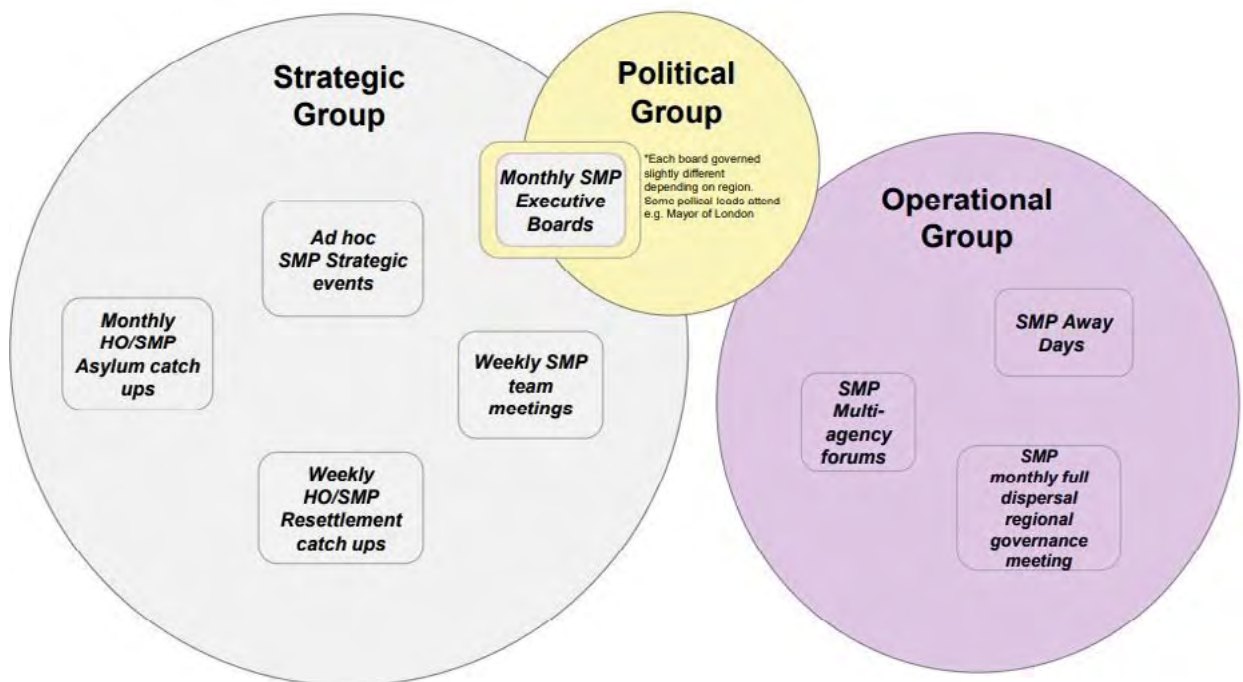 Strategic
Group
Political
Group
Monthly SMP
Executive
Boards
*Each board governed
slightly different
depending on region.
Some political leads attend
e.g. Mayor of London
Ad hoc
SMP Strategic
events
Monthly
HO/SMP
Asylum catch
ups
Weekly SMP
team
meetings
Weekly
HO/SMP
Resettlement
catch ups
Operational
Group
SMP Away
Days
SMP
Multi-
agency
forums
SMP
monthly full
dispersal
regional
governance
meeting